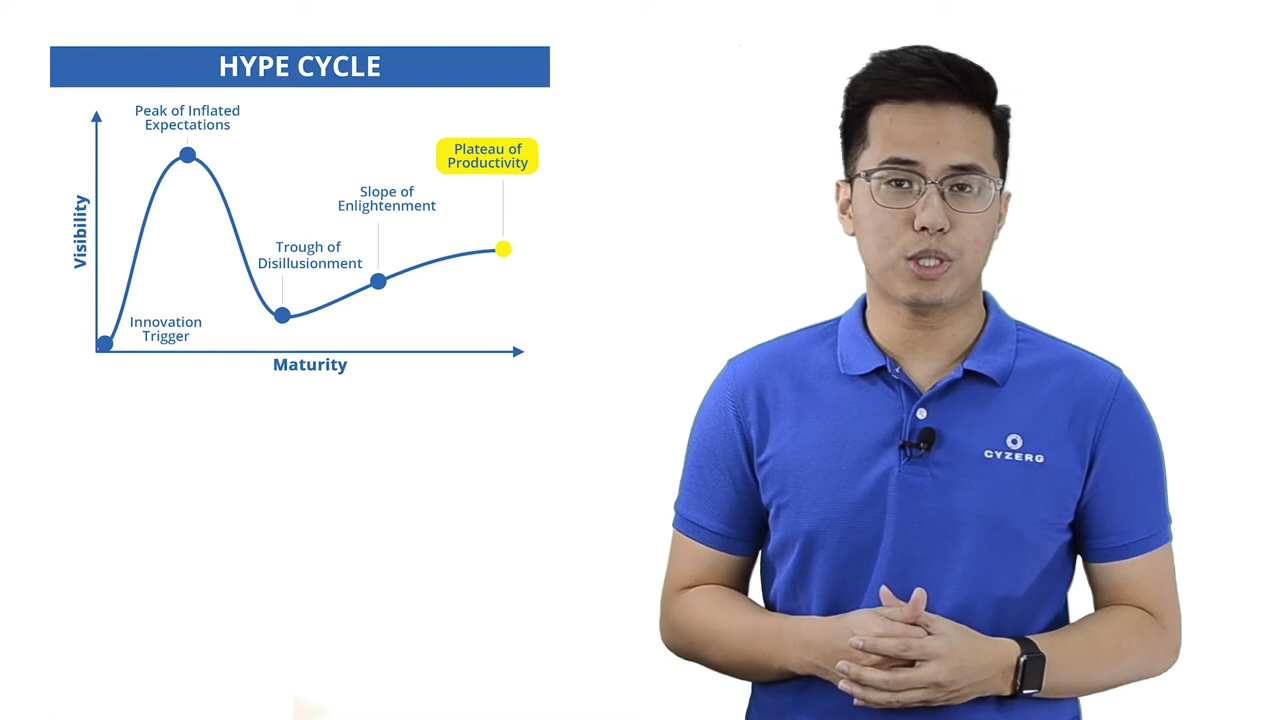 HYPE CYCLE
Peak of Inflated
Expectations
Plateau of
Productivity
Slope of
Enlightenment
Trough of
Disillusionment
Innovation
Trigger
Visibility
Maturity
CYZERG